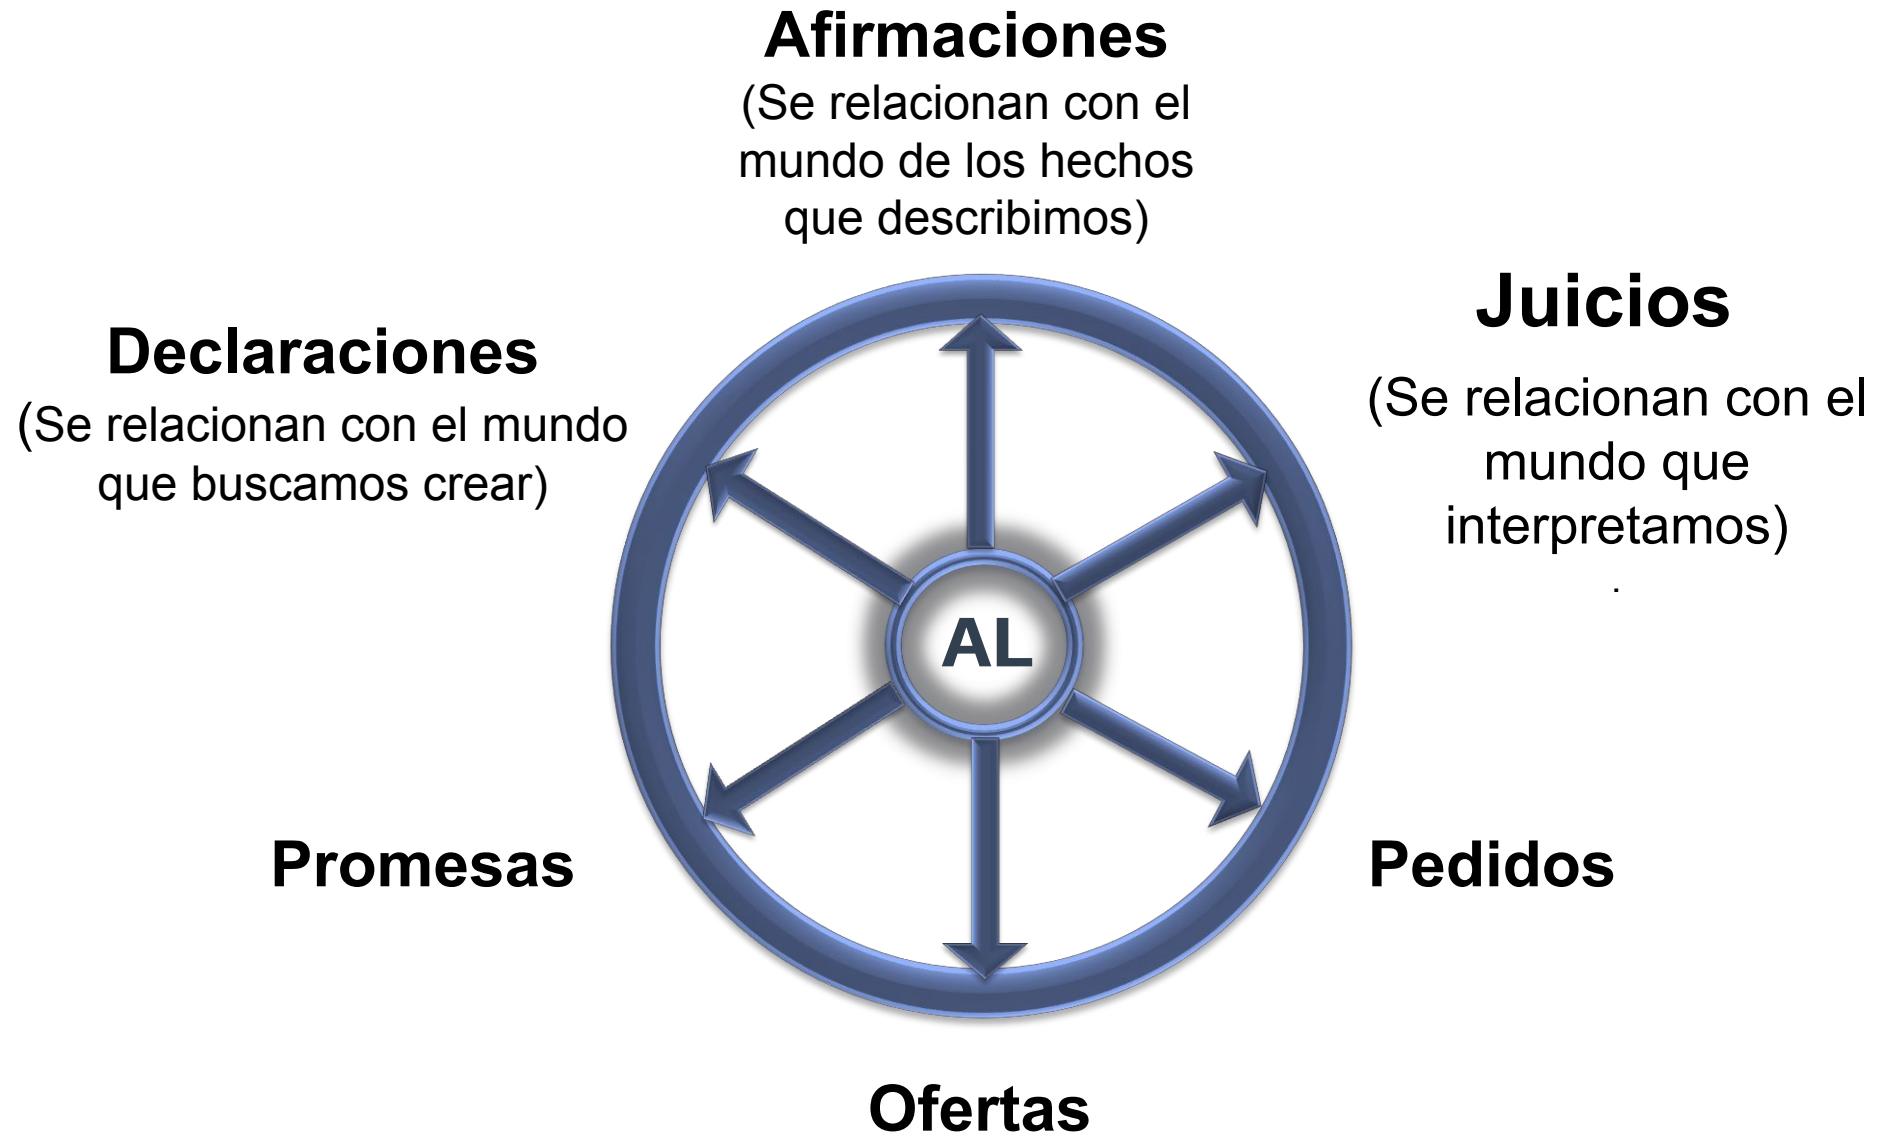 Afirmaciones
(Se relacionan con el
mundo de los hechos
que describimos)
Juicios
(Se relacionan con el
mundo que
interpretamos)
.
Declaraciones
(Se relacionan con el mundo
que buscamos crear)
AL
Promesas
Pedidos
Ofertas